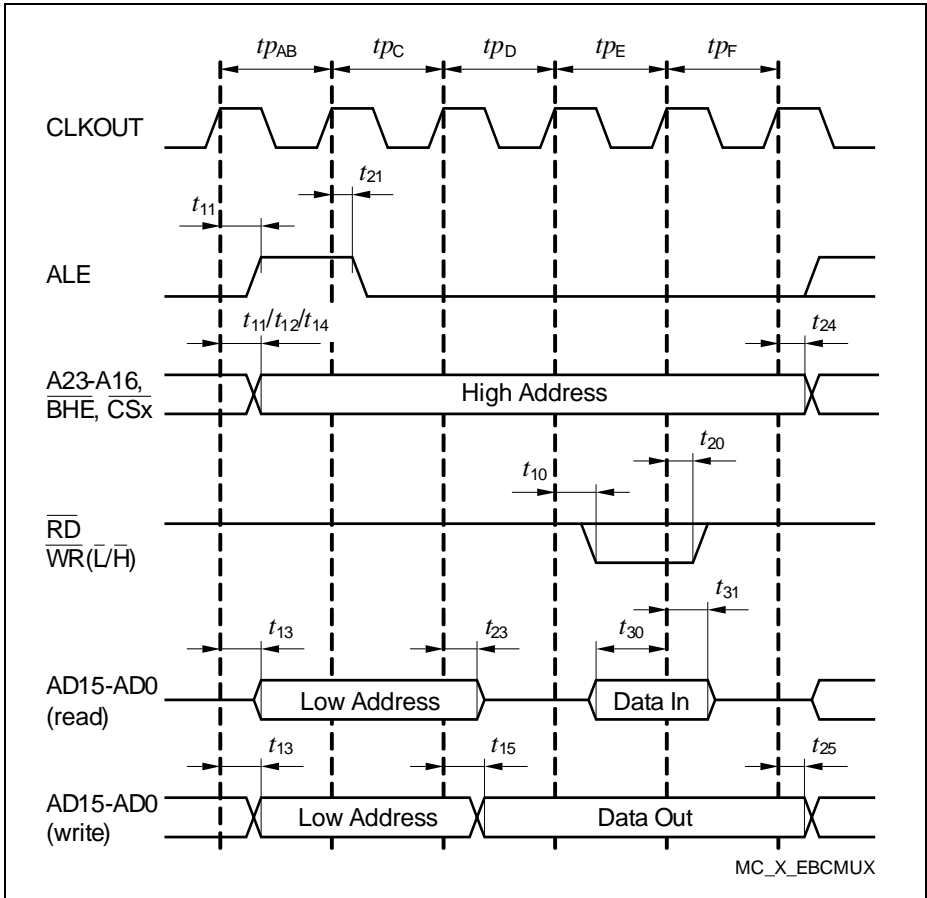 tpAB tpC tpD tpE tpF
CLKOUT
t21
t11
ALE
t11/t12/t14 t24
A23-A16,
BHE, CSx
High Address
t20
t10
RD
WR(L/H)
t31
t13 t23 t30
AD15-AD0
(read)
Low Address Data In
t13 t15 t25
AD15-AD0
(write)
Low Address Data Out
MC_X_EBCMUX